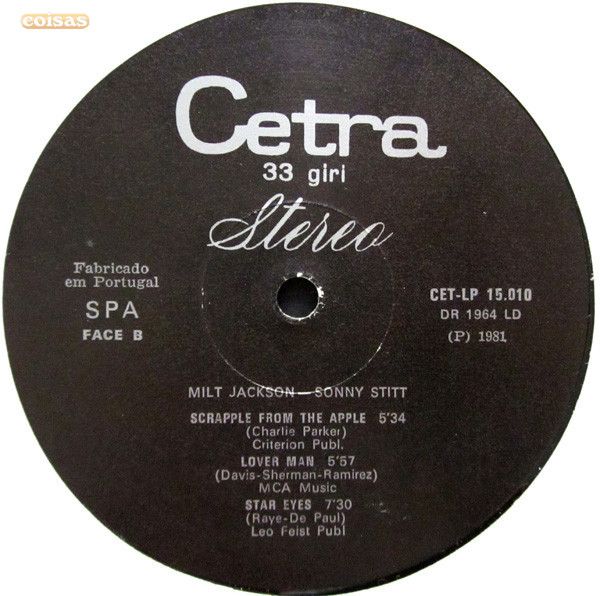 coisas
Cetra
33 giri
Stereo
Fabricado
em Portugal
SPA
FACE B
CET-LP 15.010
DR 1964 LD
(P) 1981
MILT JACKSON - SONNY STITT
SCRAPPLE FROM THE APPLE 5'34
(Charlie Parker)
Criterion Publ.
LOVER MAN 5'57
(Davis-Sherman-Ramirez)
MCA Music
STAR EYES 7'30
(Raye-De Paul)
Leo Feist Publ